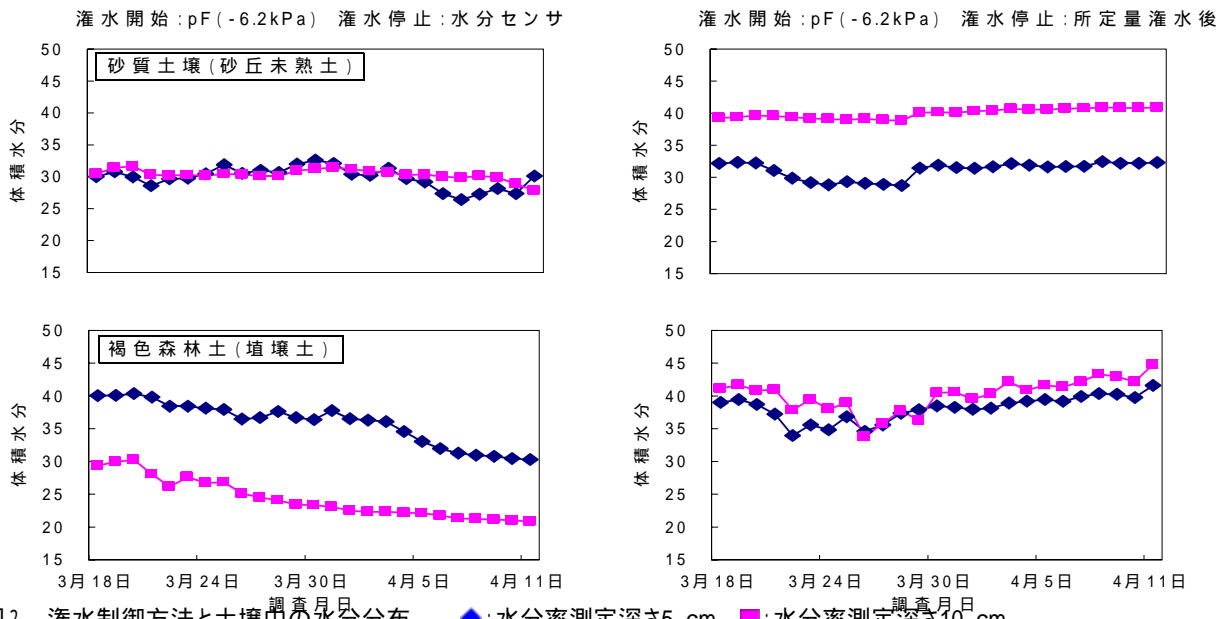 灌水開始:pF(-6.2kPa) 灌水停止:水分センサ
灌水開始:pF(-6.2kPa) 灌水停止:所定量灌水後
50
45
40
35
30
25
20
15
体積水分
砂質土壌(砂丘未熟土)
50
45
40
35
30
25
20
15
体積水分
50
45
40
35
30
25
20
15
体積水分
褐色森林土(埴壌土)
3月18日 3月24日 3月30日 4月5日 4月11日
調査月日
50
45
40
35
30
25
20
15
体積水分
3月18日 3月24日 3月30日 4月5日 4月11日
調査月日
12 灌水制御方法と土壌中の水分分布 ◆:水分率測定深さ5 cm ■:水分率測定深さ10 cm